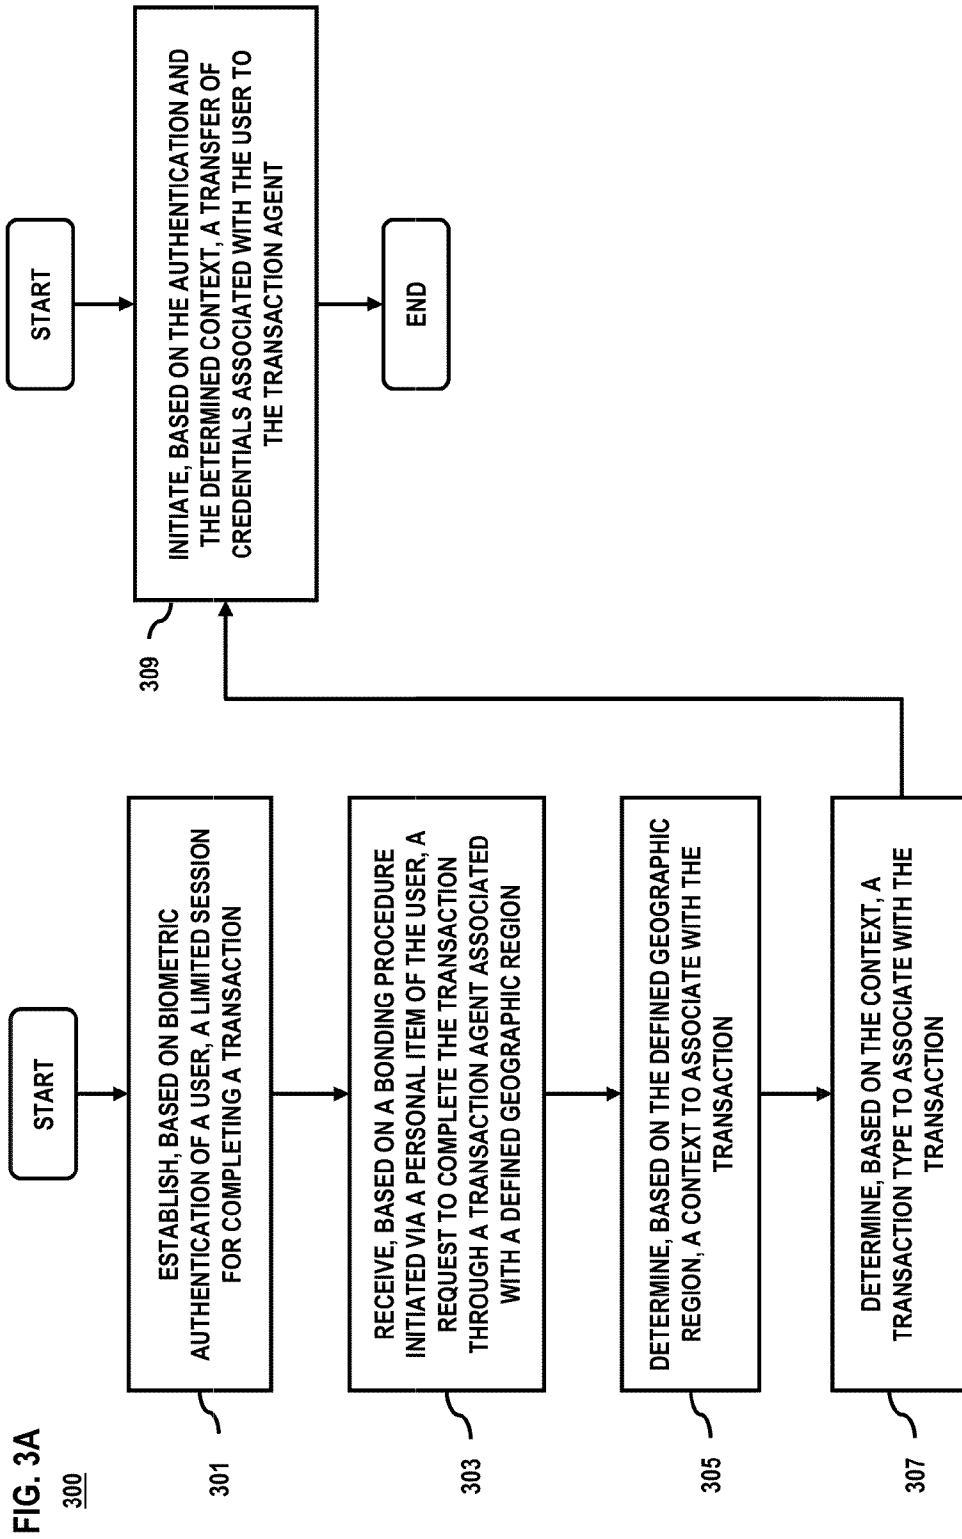 FIG. 3A
300
START
ESTABLISH, BASED ON BIOMETRIC
AUTHENTICATION OF A USER, A LIMITED SESSION
FOR COMPLETING A TRANSACTION
301
RECEIVE, BASED ON A BONDING PROCEDURE
INITIATED VIA A PERSONAL ITEM OF THE USER, A
REQUEST TO COMPLETE THE TRANSACTION
THROUGH A TRANSACTION AGENT ASSOCIATED
WITH A DEFINED GEOGRAPHIC REGION
303
DETERMINE, BASED ON THE DEFINED GEOGRAPHIC
REGION, A CONTEXT TO ASSOCIATE WITH THE
TRANSACTION
305
DETERMINE, BASED ON THE CONTEXT, A
TRANSACTION TYPE TO ASSOCIATE WITH THE
TRANSACTION
307
START
INITIATE, BASED ON THE AUTHENTICATION AND
THE DETERMINED CONTEXT, A TRANSFER OF
CREDENTIALS ASSOCIATED WITH THE USER TO
THE TRANSACTION AGENT
309
END